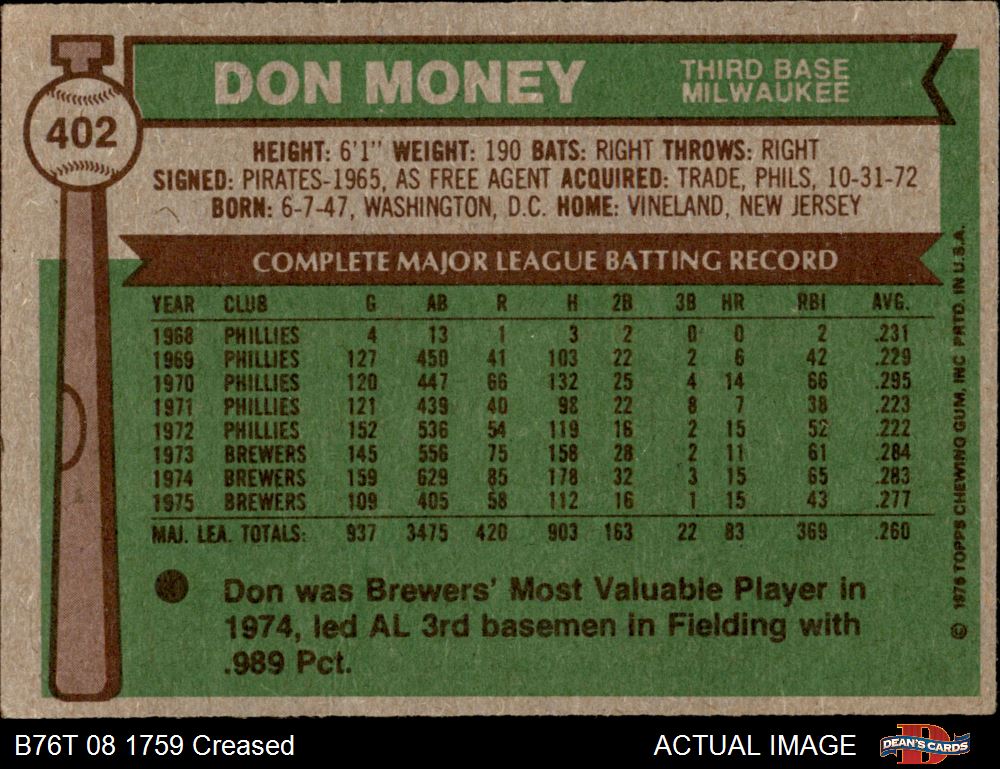 DON MONEY
THIRD BASE
MILWAUKEE
402
HEIGHT: 6'1" WEIGHT: 190 BATS: RIGHT THROWS: RIGHT
SIGNED: PIRATES-1965, AS FREE AGENT ACQUIRED: TRADE, PHILS, 10-31-72
BORN: 6-7-47, WASHINGTON, D.C. HOME: VINELAND, NEW JERSEY
COMPLETE MAJOR LEAGUE BATTING RECORD
YEAR CLUB G AB R H 2B 3B HR RBI AVG.
1968 PHILLIES 4 13 1 3 2 0 0 2 .231
1969 PHILLIES 127 450 41 103 22 2 6 42 .229
1970 PHILLIES 120 447 66 132 25 4 14 66 .295
1971 PHILLIES 121 439 40 98 22 8 7 38 .223
1972 PHILLIES 152 536 54 119 16 2 15 52 .222
1973 BREWERS 145 556 75 158 28 2 11 61 .284
1974 BREWERS 159 629 85 178 32 3 15 65 .283
1975 BREWERS 109 405 58 112 16 1 15 43 .277
MAJ. LEA. TOTALS: 937 3475 420 903 163 22 83 369 .260
Don was Brewers' Most Valuable Player in
1974, led AL 3rd basemen in Fielding with
.989 Pct.
© 1976 TOPPS CHEWING GUM, INC PRTD. IN U.S.A.
B76T 08 1759 Creased
ACTUAL IMAGE
DEAN'S CARDS